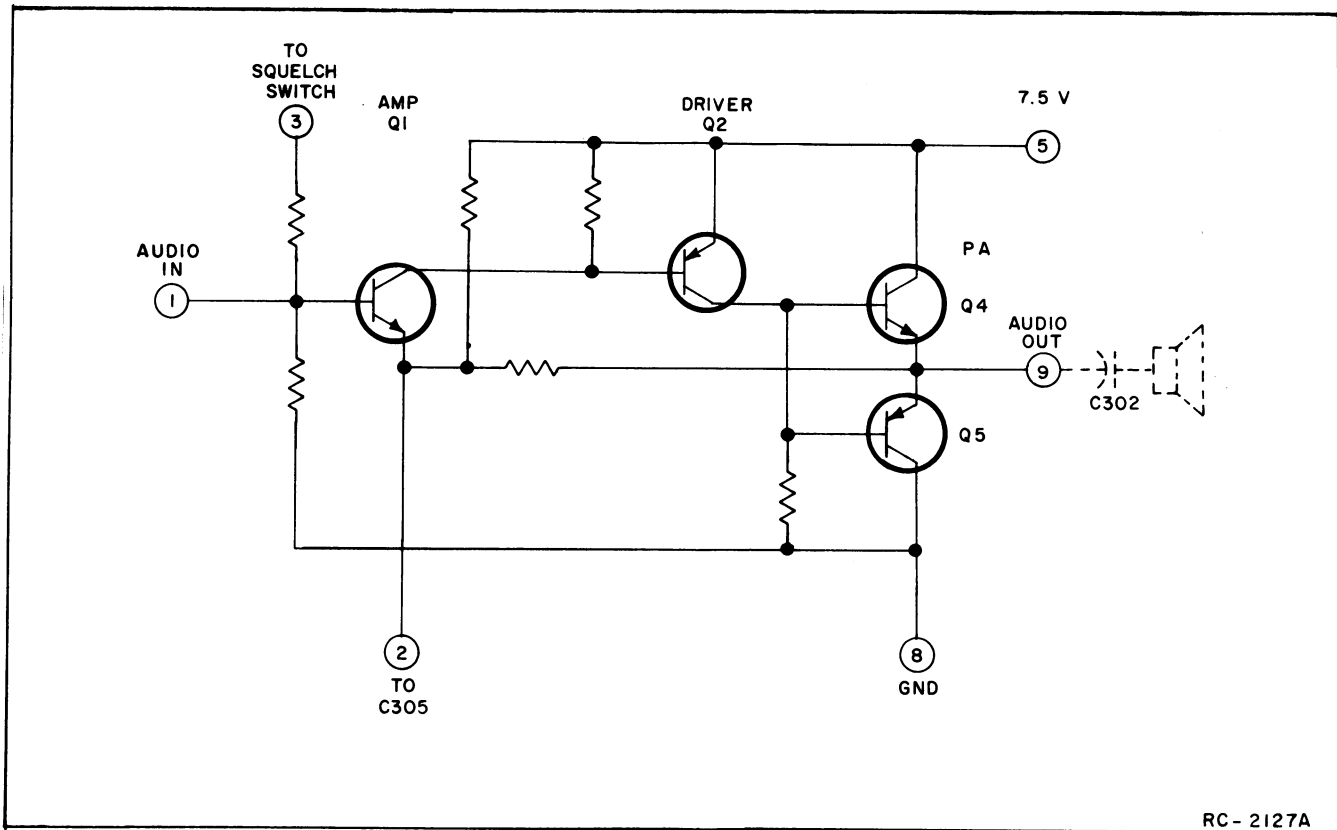 TO
SQUELCH
SWITCH
3
AMP
Q1
DRIVER
Q2
7.5 V
5
AUDIO
IN
1
PA
Q4
AUDIO
OUT
9
C302
Q5
2
TO
C305
8
GND
RC-2127A